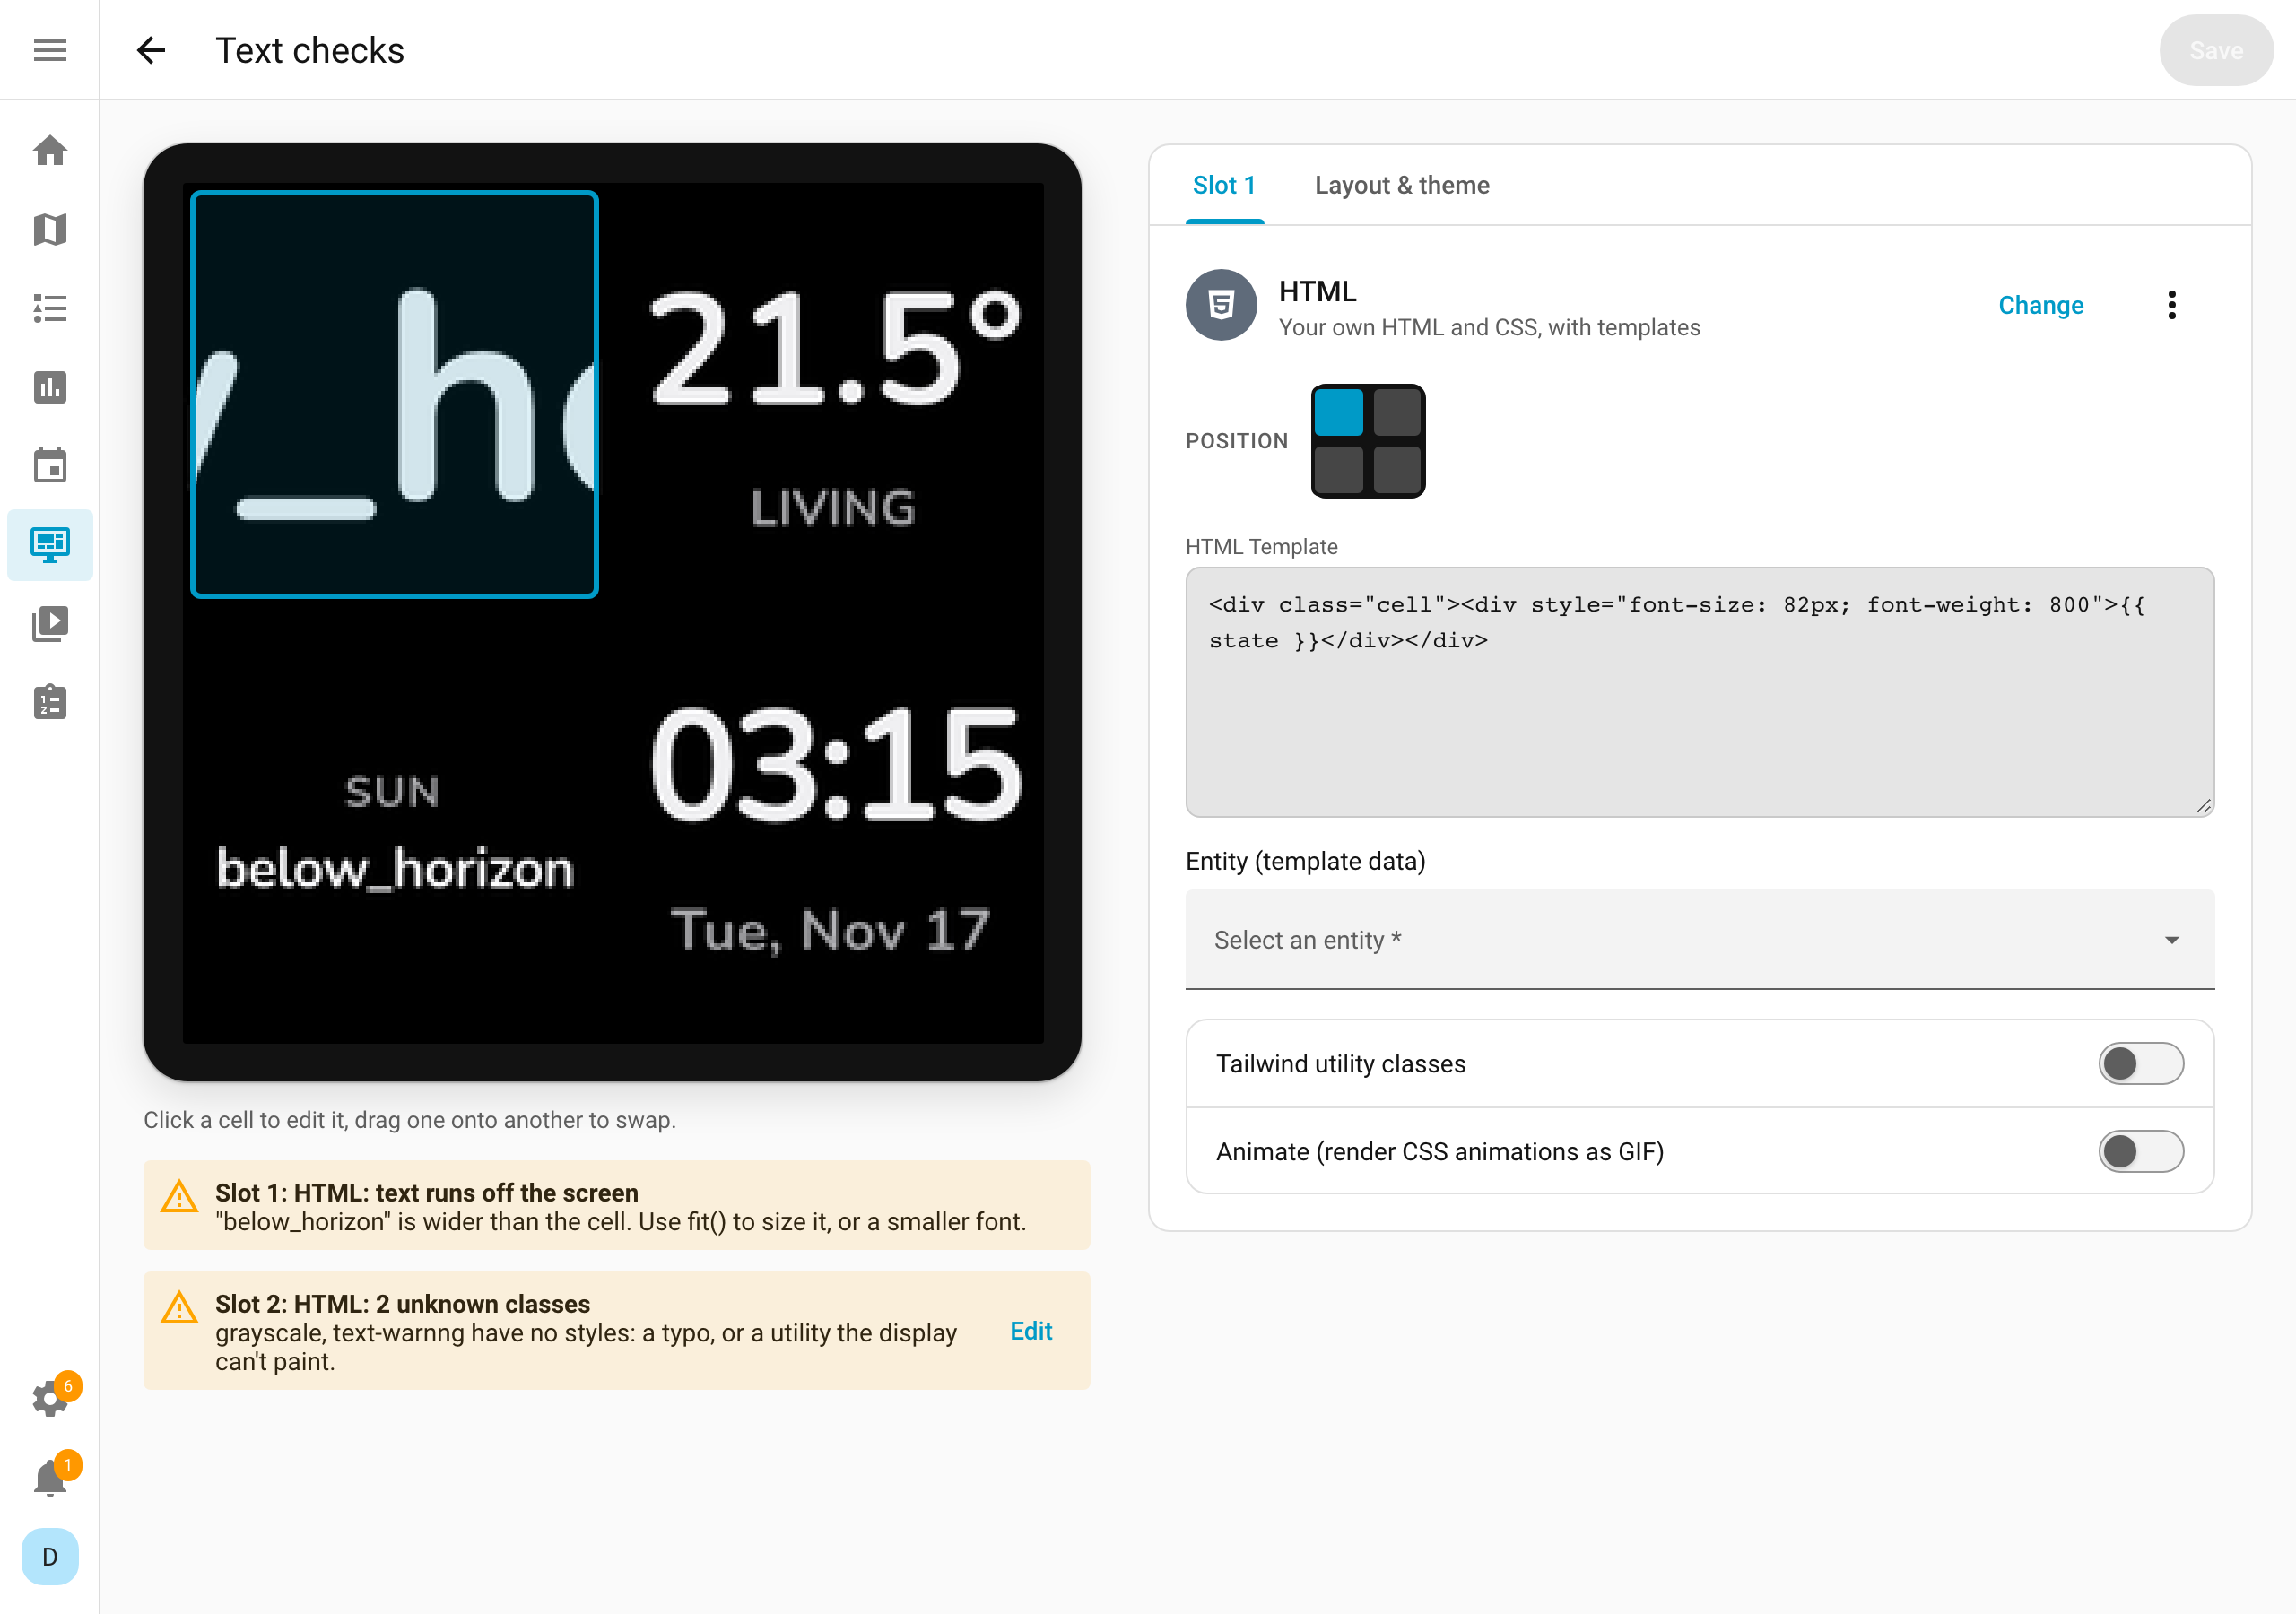 Text checks
Save
y_ho
21.5°
LIVING
SUN
below_horizon
03:15
Tue, Nov 17
Click a cell to edit it, drag one onto another to swap.
Slot 1: HTML: text runs off the screen
"below_horizon" is wider than the cell. Use fit() to size it, or a smaller font.
Slot 2: HTML: 2 unknown classes
grayscale, text-warnng have no styles: a typo, or a utility the display
can't paint.
Edit
Slot 1
Layout & theme
HTML
Your own HTML and CSS, with templates
Change
POSITION
HTML Template
<div class="cell"><div style="font-size: 82px; font-weight: 800">{{
state }}</div></div>
Entity (template data)
Select an entity *
Tailwind utility classes
Animate (render CSS animations as GIF)
6
1
D